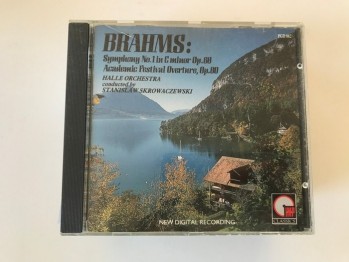 BRAHMS:
Symphony No.1 in C minor Op.68
Academic Festival Overture, Op.80
HALLE ORCHESTRA
conducted by
STANISLAW SKROWACZEWSKI
NEW DIGITAL RECORDING